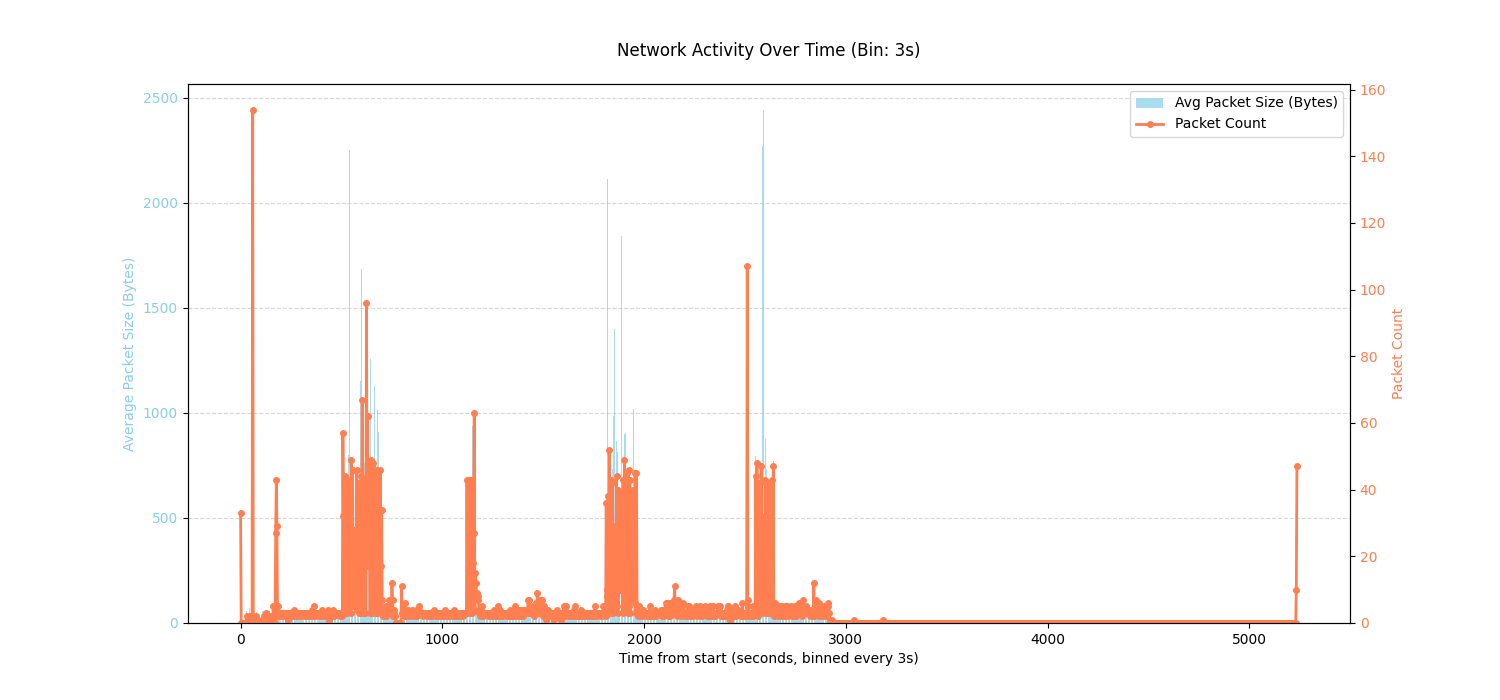 Network Activity Over Time (Bin: 3s)
Avg Packet Size (Bytes)
Packet Count
2500
2000
1500
1000
500
0
Average Packet Size (Bytes)
160
140
120
100
80
60
40
20
0
Packet Count
0 1000 2000 3000 4000 5000
Time from start (seconds, binned every 3s)